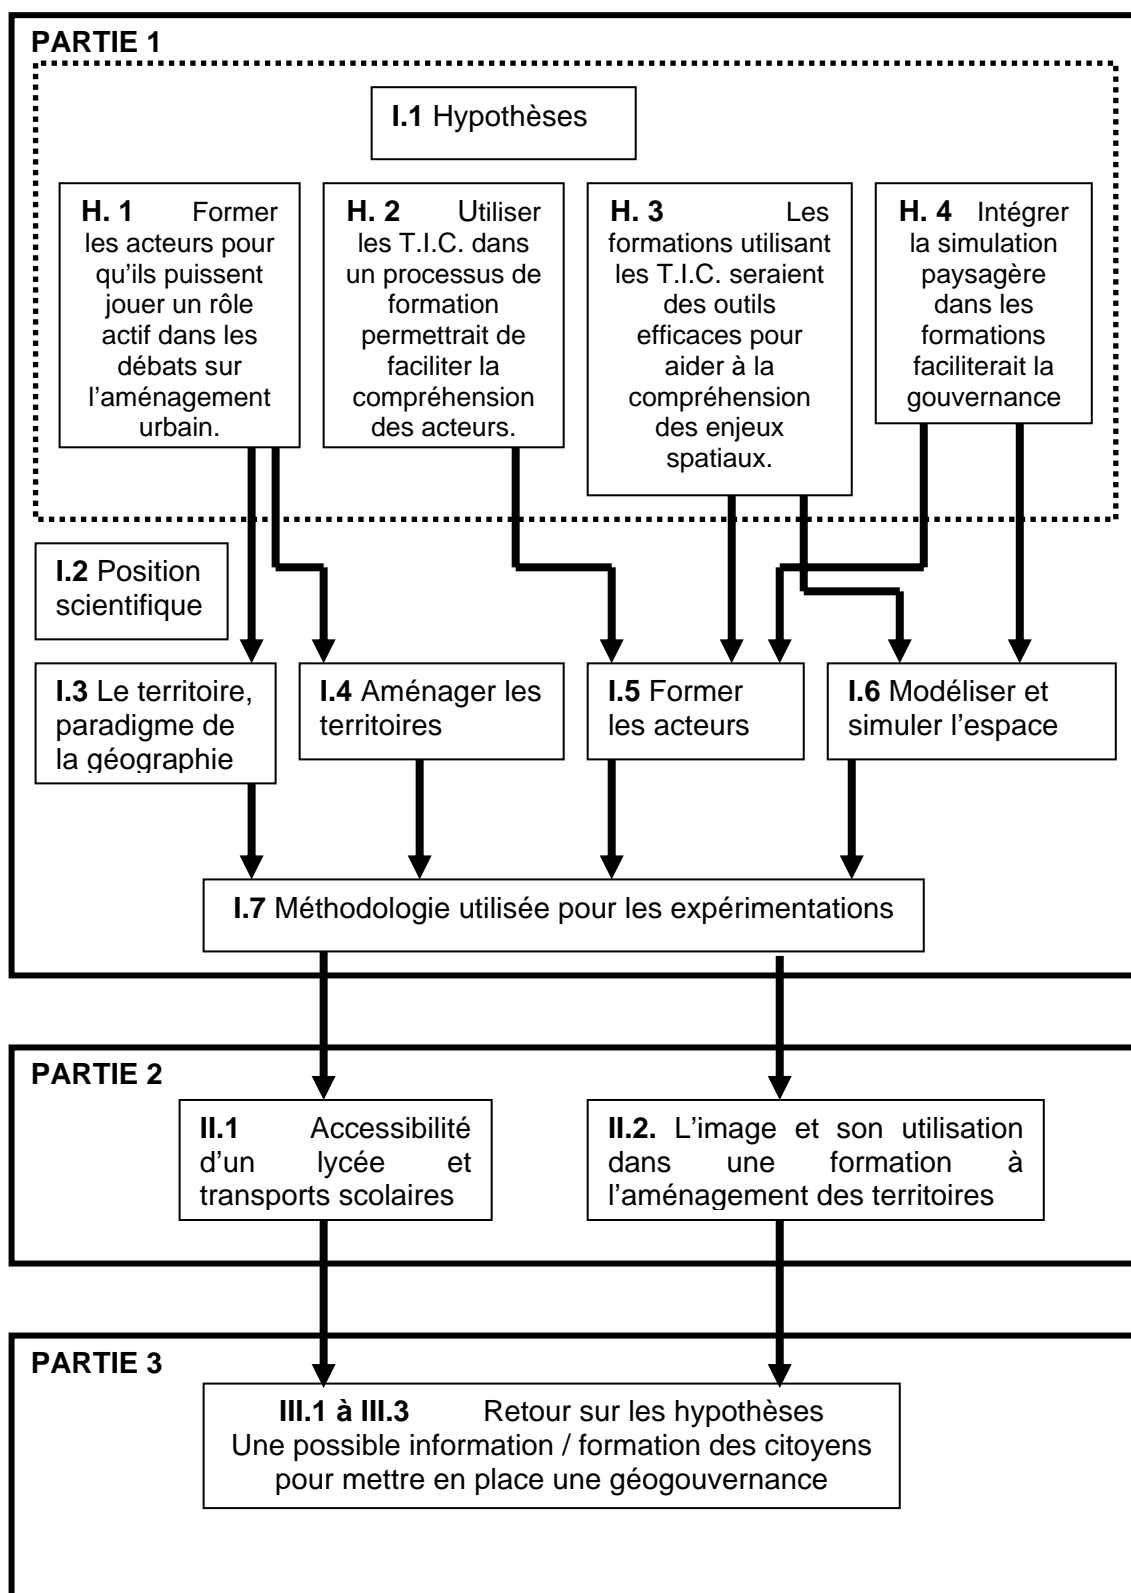 PARTIE 1
I.1 Hypothèses
H. 1 Former
les acteurs pour
qu'ils puissent
jouer un rôle
actif dans les
débats sur
l'aménagement
urbain.
H. 2 Utiliser
les T.I.C. dans
un processus de
formation
permettrait de
faciliter la
compréhension
des acteurs.
H. 3 Les
formations utilisant
les T.I.C. seraient
des outils
efficaces pour
aider à la
compréhension
des enjeux
spatiaux.
H. 4 Intégrer
la simulation
paysagère
dans les
formations
faciliterait la
gouvernance
I.2 Position
scientifique
I.3 Le territoire,
paradigme de
la géographie
I.4 Aménager les
territoires
I.5 Former
les acteurs
I.6 Modéliser et
simuler l'espace
I.7 Méthodologie utilisée pour les expérimentations
PARTIE 2
II.1 Accessibilité
d'un lycée et
transports scolaires
II.2. L'image et son utilisation
dans une formation à
l'aménagement des territoires
PARTIE 3
III.1 à III.3 Retour sur les hypothèses
Une possible information / formation des citoyens
pour mettre en place une géogouvernance